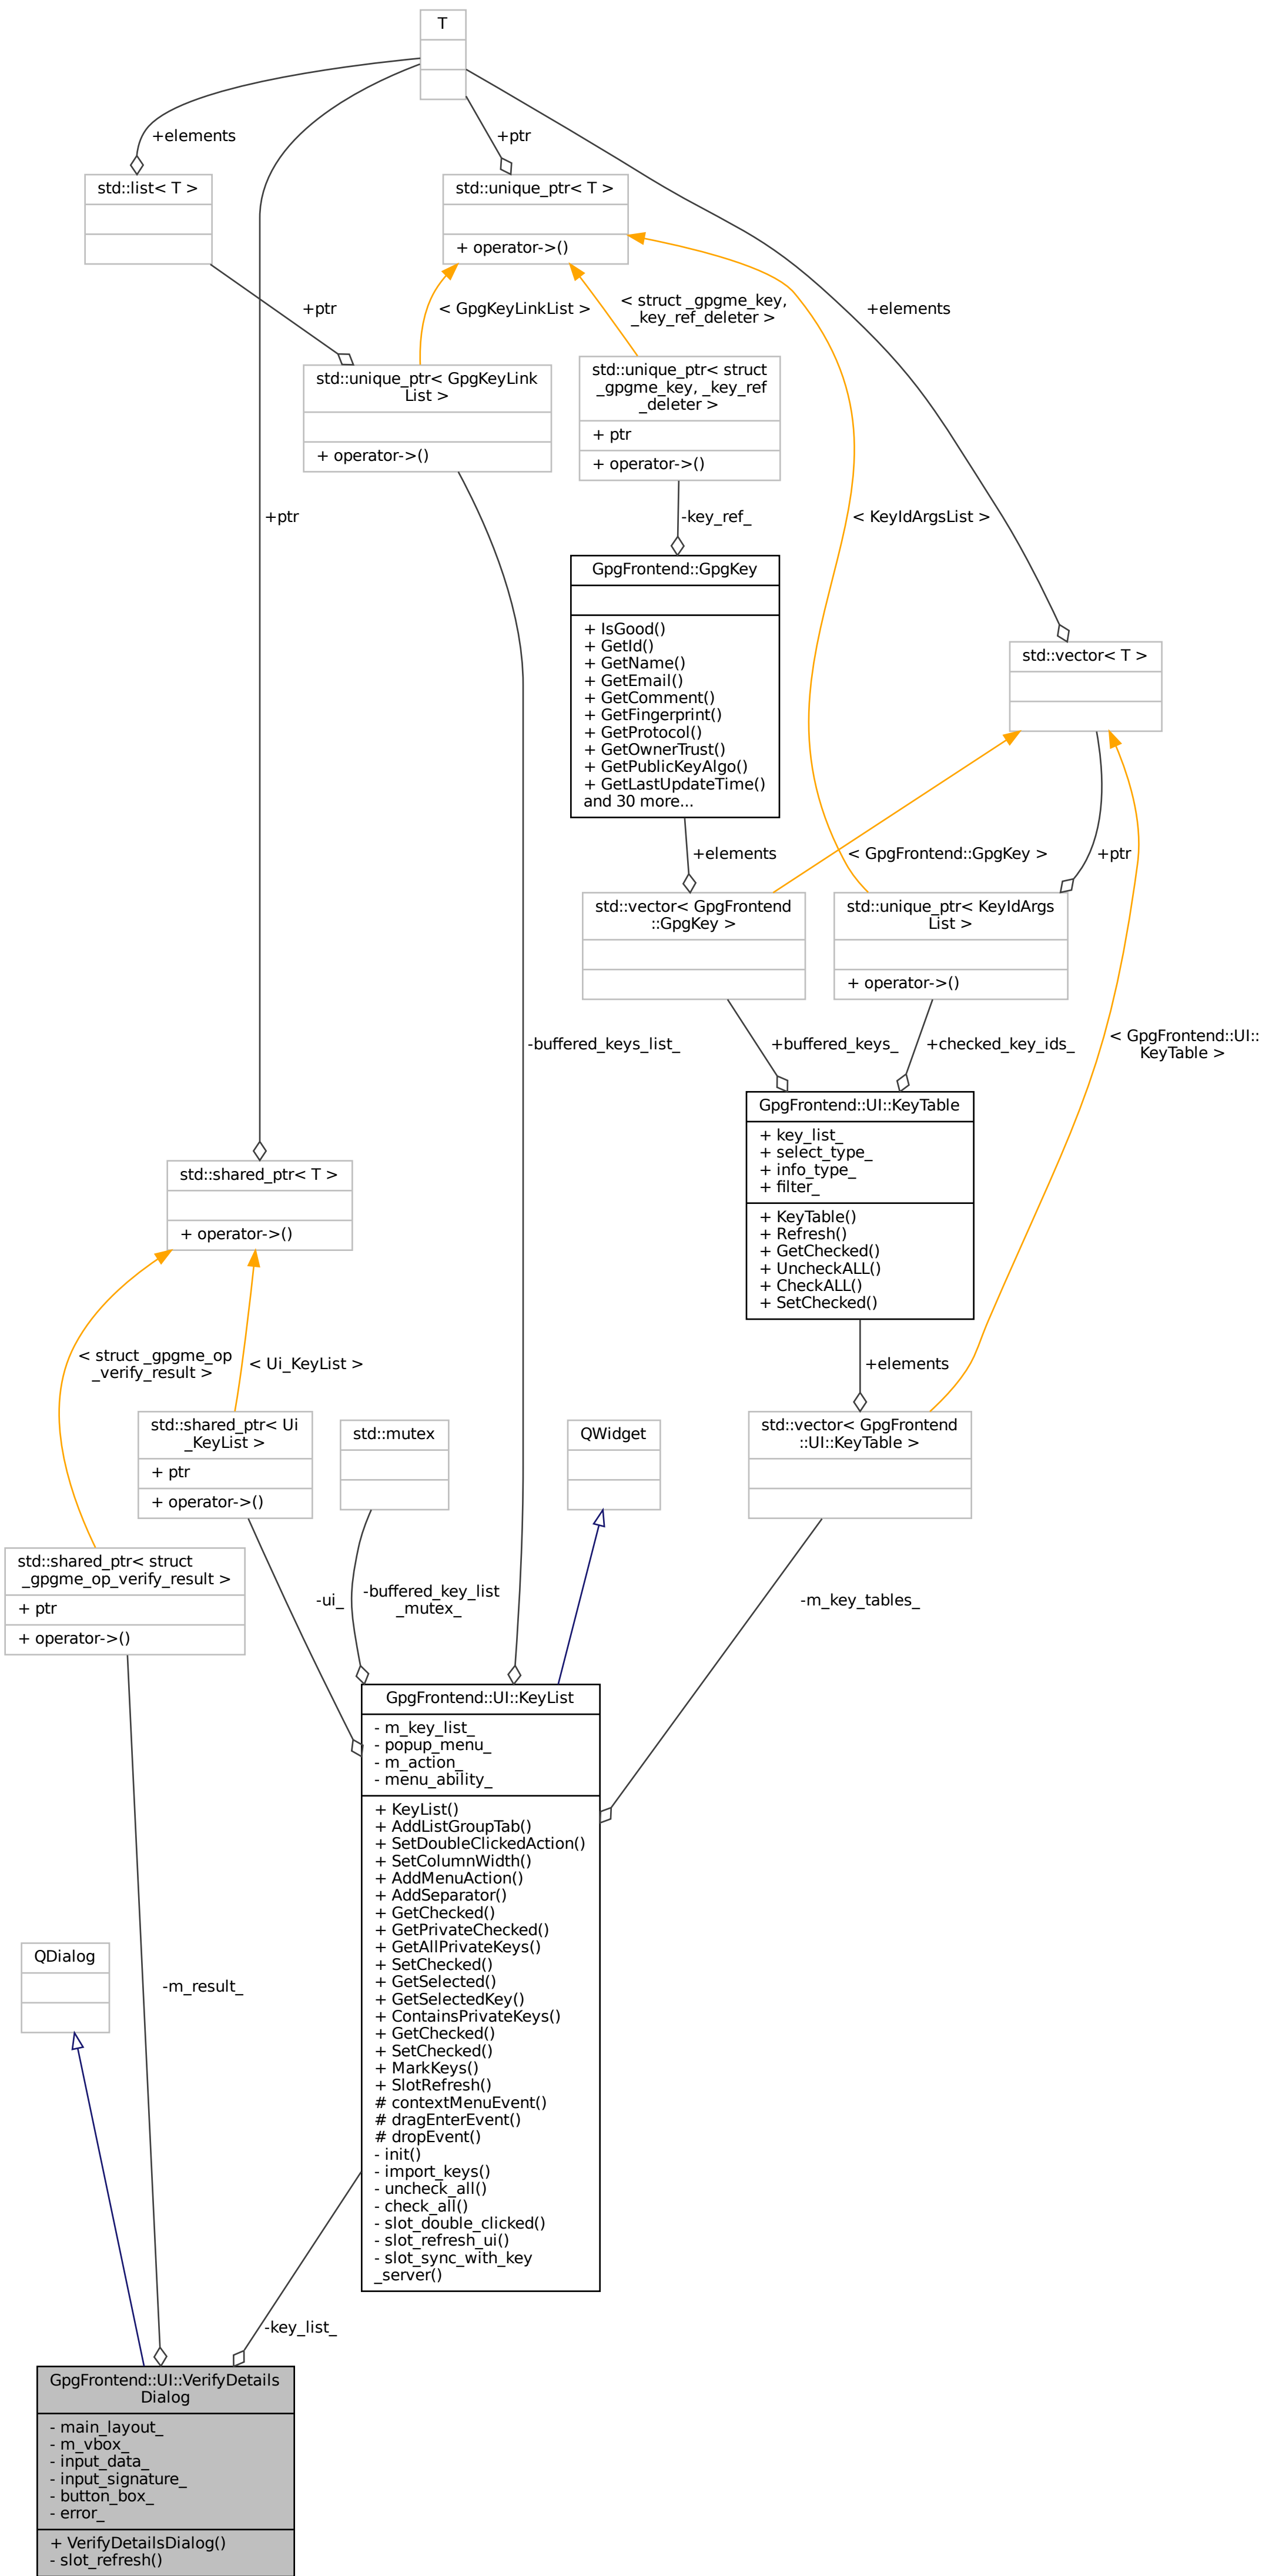 T
+elements
+ptr
std::list< T >
std::unique_ptr< T >
+ operator->()
+ptr
< GpgKeyLinkList >
< struct _gpgme_key,
_key_ref_deleter >
+elements
std::unique_ptr< GpgKeyLink
List >
+ operator->()
std::unique_ptr< struct
_gpgme_key, _key_ref
_deleter >
+ ptr
+ operator->()
+ptr
-key_ref_
< KeyIdArgsList >
GpgFrontend::GpgKey
+ IsGood()
+ GetId()
+ GetName()
+ GetEmail()
+ GetComment()
+ GetFingerprint()
+ GetProtocol()
+ GetOwnerTrust()
+ GetPublicKeyAlgo()
+ GetLastUpdateTime()
and 30 more...
std::vector< T >
+elements
< GpgFrontend::GpgKey >
+ptr
std::vector< GpgFrontend
::GpgKey >
std::unique_ptr< KeyIdArgs
List >
+ operator->()
-buffered_keys_list_
+buffered_keys_
+checked_key_ids_
< GpgFrontend::UI::
KeyTable >
GpgFrontend::UI::KeyTable
+ key_list_
+ select_type_
+ info_type_
+ filter_
+ KeyTable()
+ Refresh()
+ GetChecked()
+ UncheckALL()
+ CheckALL()
+ SetChecked()
std::shared_ptr< T >
+ operator->()
< struct _gpgme_op
_verify_result >
< Ui_KeyList >
+elements
std::shared_ptr< Ui
_KeyList >
+ ptr
+ operator->()
std::mutex
QWidget
std::vector< GpgFrontend
::UI::KeyTable >
std::shared_ptr< struct
_gpgme_op_verify_result >
+ ptr
+ operator->()
-ui_
-buffered_key_list
_mutex_
-m_key_tables_
GpgFrontend::UI::KeyList
- m_key_list_
- popup_menu_
- m_action_
- menu_ability_
+ KeyList()
+ AddListGroupTab()
+ SetDoubleClickedAction()
+ SetColumnWidth()
+ AddMenuAction()
+ AddSeparator()
+ GetChecked()
+ GetPrivateChecked()
+ GetAllPrivateKeys()
+ SetChecked()
+ GetSelected()
+ GetSelectedKey()
+ ContainsPrivateKeys()
+ GetChecked()
+ SetChecked()
+ MarkKeys()
+ SlotRefresh()
# contextMenuEvent()
# dragEnterEvent()
# dropEvent()
- init()
- import_keys()
- uncheck_all()
- check_all()
- slot_double_clicked()
- slot_refresh_ui()
- slot_sync_with_key
_server()
QDialog
-m_result_
-key_list_
GpgFrontend::UI::VerifyDetails
Dialog
- main_layout_
- m_vbox_
- input_data_
- input_signature_
- button_box_
- error_
+ VerifyDetailsDialog()
- slot_refresh()